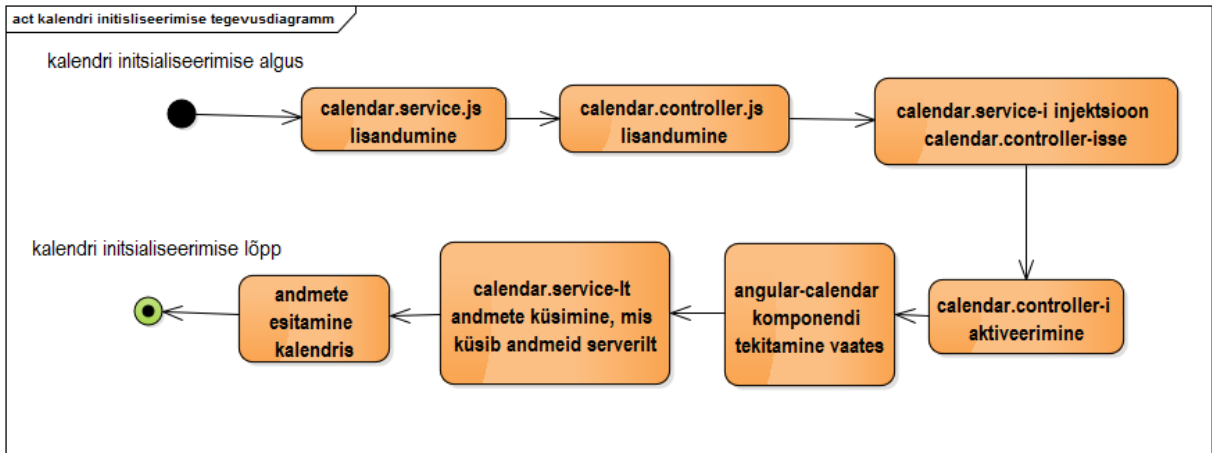 act kalendri initisliseerimise tegevusdiagramm
kalendri initsialiseerimise algus
calendar.service.js
lisandumine
calendar.controller.js
lisandumine
calendar.service-i injektsioon
calendar.controller-isse
calendar.controller-i
aktiveerimine
angular-calendar
komponendi
tekitamine vaates
calendar.service-lt
andmete küsimine, mis
küsib andmeid serverilt
andmete
esitamine
kalendris
kalendri initsialiseerimise lõpp